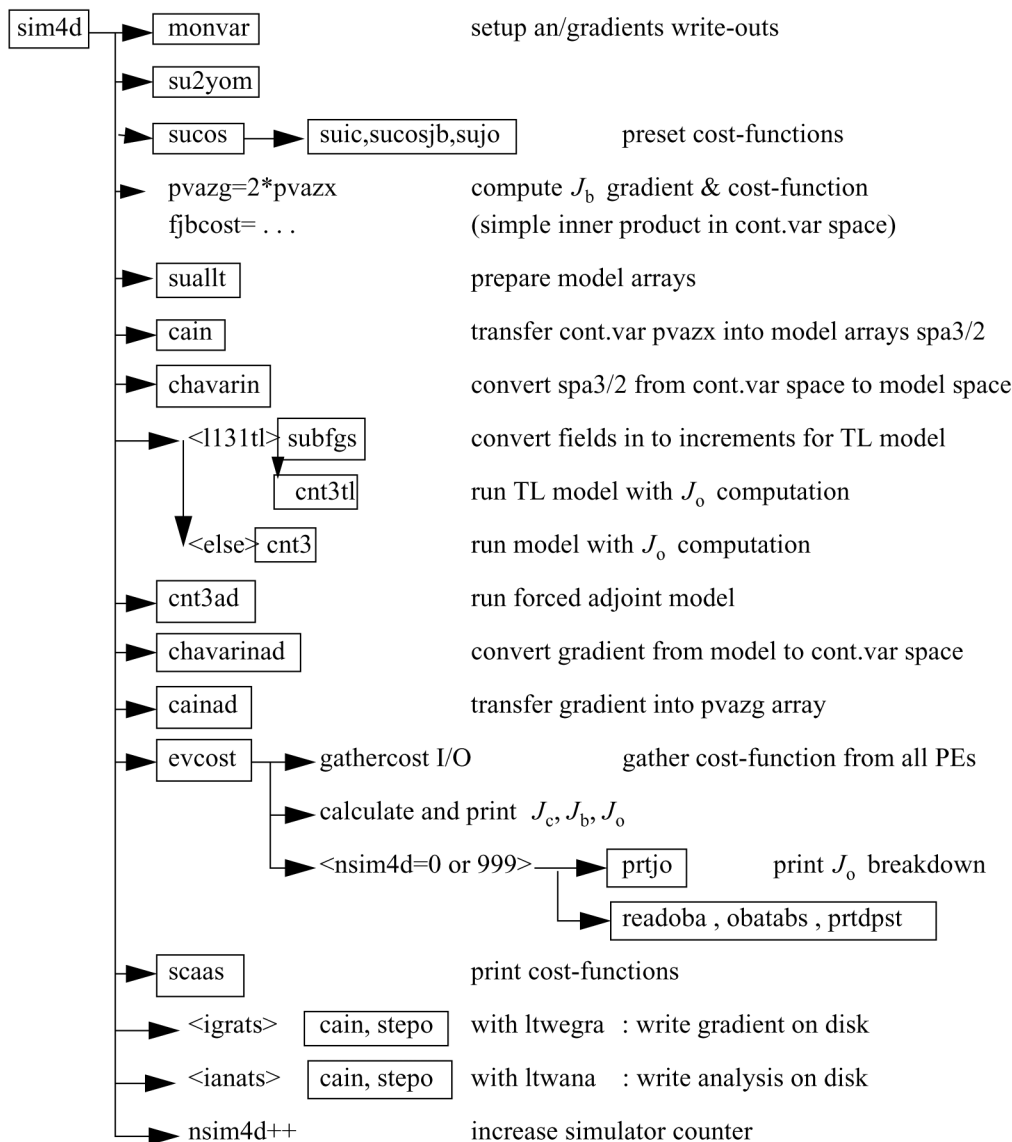 sim4d monvar setup an/gradients write-outs
su2yom
sucos suic,sucosjb,sujo preset cost-functions
pvazg=2*pvazx compute Jb gradient & cost-function
fjbcost= . . . (simple inner product in cont.var space)
suallt prepare model arrays
cain transfer cont.var pvazx into model arrays spa3/2
chavarin convert spa3/2 from cont.var space to model space
<l131tl> subfgs convert fields in to increments for TL model
cnt3tl run TL model with Jo computation
<else> cnt3 run model with Jo computation
cnt3ad run forced adjoint model
chavarinad convert gradient from model to cont.var space
cainad transfer gradient into pvazg array
evcost gathercost I/O gather cost-function from all PEs
calculate and print Jc, Jb, Jo
<nsim4d=0 or 999> prtjo print Jo breakdown
readoba , obatabs , prtdpst
scaas print cost-functions
<igrats> cain, stepo with ltwegra : write gradient on disk
<ianats> cain, stepo with ltwana : write analysis on disk
nsim4d++ increase simulator counter